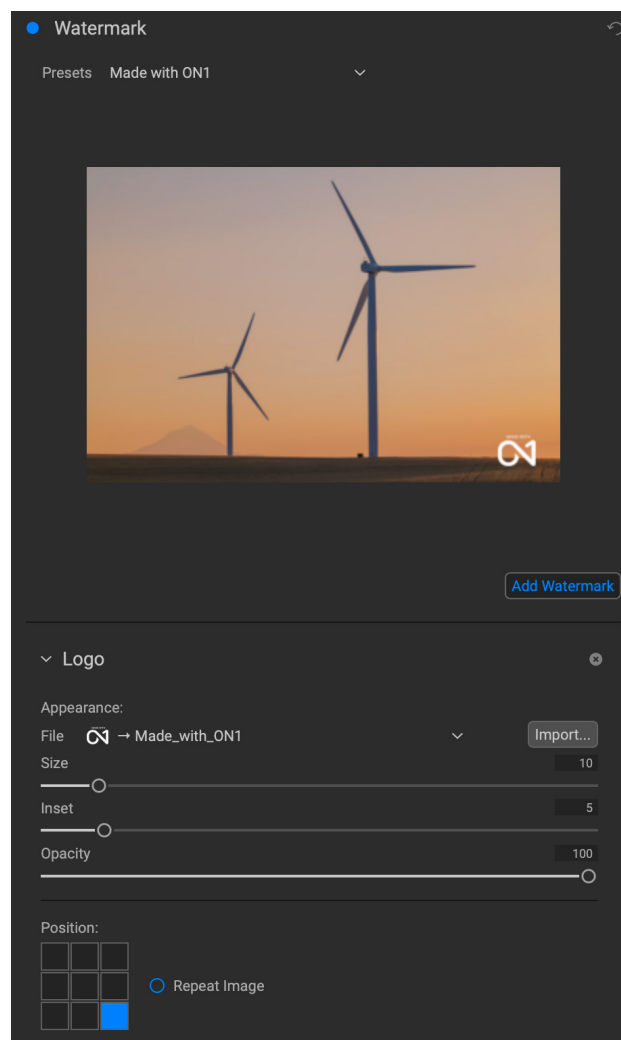 Watermark
Presets Made with ON1
Add Watermark
Logo
Appearance:
File → Made_with_ON1 Import...
Size 10
Inset 5
Opacity 100
Position:
Repeat Image